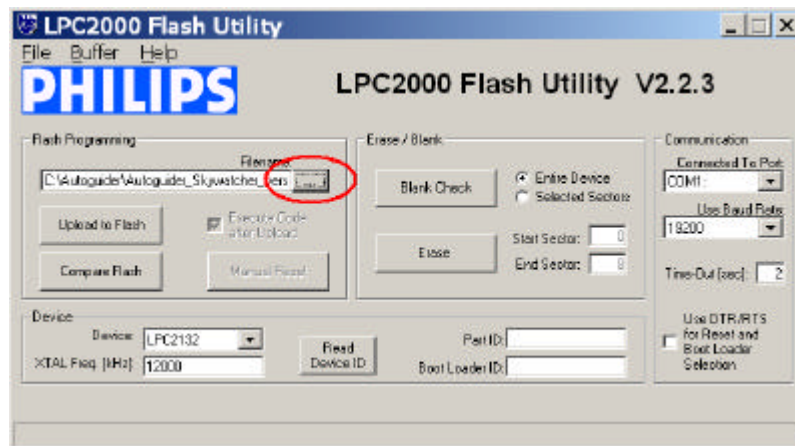 LPC2000 Flash Utility
File Buffer Help
PHILIPS
LPC2000 Flash Utility V2.2.3
Flash Programming
Filename:
C:\Autoguider\Autoguider_Skywatcher_Vers ...
Upload to Flash
Execute Code
after Upload
Compare Flash
Manual Reset
Erase / Blank
Blank Check
Entire Device
Selected Sectors
Erase
Start Sector: 0
End Sector: 8
Communication
Connected To Port:
COM1:
Use Baud Rate:
19200
Time-Out [sec]: 2
Use DTR/RTS
for Reset and
Boot Loader
Selection
Device
Device: LPC2132
XTAL Freq. [kHz]: 12000
Read
Device ID
Part ID:
Boot Loader ID: